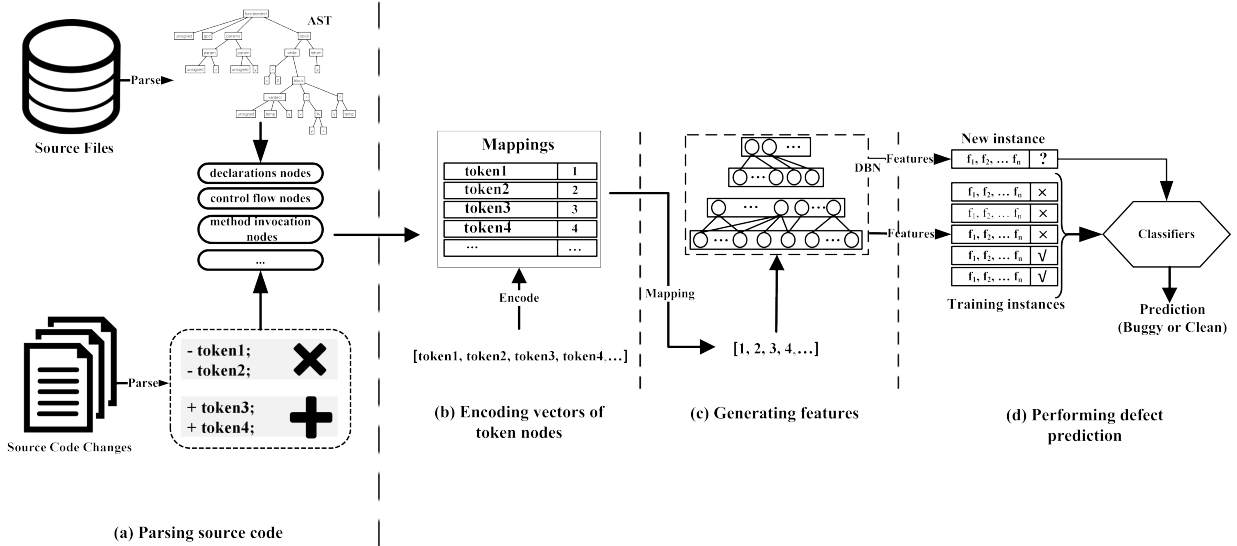 AST
Parse
Source Files
declarations nodes
control flow nodes
method invocation
nodes
...
- token1;
- token2;
+ token3;
+ token4;
Parse
Source Code Changes
(a) Parsing source code
Mappings
token1 1
token2 2
token3 3
token4 4
... ...
Encode
[token1, token2, token3, token4,...]
(b) Encoding vectors of
token nodes
Mapping
DBN
[1, 2, 3, 4,...]
(c) Generating features
Features
Features
New instance
f1, f2, ... fn ?
f1, f2, ... fn ×
f1, f2, ... fn ×
f1, f2, ... fn ×
f1, f2, ... fn √
f1, f2, ... fn √
Training instances
Classifiers
Prediction
(Buggy or Clean)
(d) Performing defect
prediction